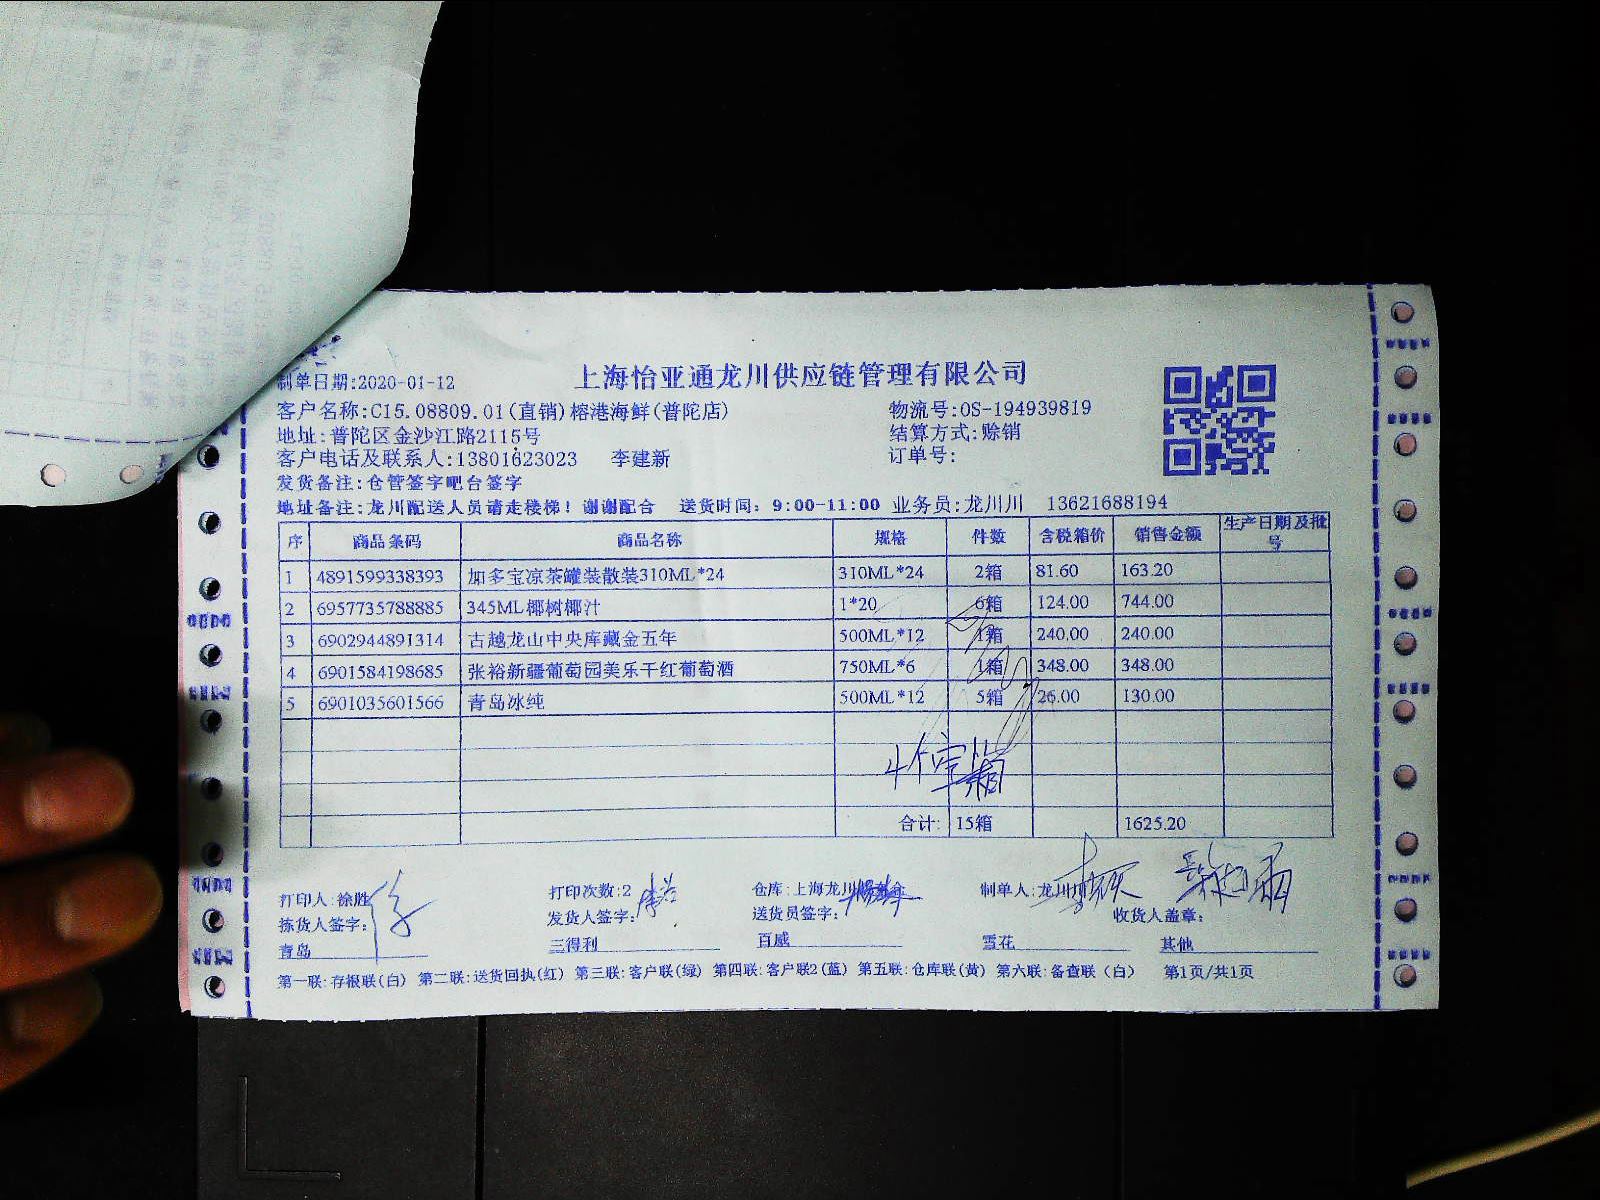 上海怡亚通龙川供应链管理有限公司
制单日期:2020-01-12
客户名称:C15.08809.01(直销)榕港海鲜(普陀店) 物流号:OS-194939819
地址:普陀区金沙江路2115号 结算方式:赊销
客户电话及联系人:13801623023 李建新 订单号:
发货备注:仓管签字吧台签字
地址备注:龙川配送人员请走楼梯！谢谢配合 送货时间：9:00-11:00 业务员:龙川川 13621688194
序 商品条码 商品名称 规格 件数 含税箱价 销售金额 生产日期及批号
1 4891599338393 加多宝凉茶罐装散装310ML*24 310ML*24 2箱 81.60 163.20
2 6957735788885 345ML椰树椰汁 1*20 6箱 124.00 744.00
3 6902944891314 古越龙山中央库藏金五年 500ML*12 1箱 240.00 240.00
4 6901584198685 张裕新疆葡萄园美乐干红葡萄酒 750ML*6 1箱 348.00 348.00
5 6901035601566 青岛冰纯 500ML*12 5箱 26.00 130.00
4个空箱
合计: 15箱 1625.20
打印人:徐胜 打印次数:2 仓库:上海龙川 制单人:龙川川
拣货人签字: 发货人签字: 送货员签字: 收货人盖章:
青岛 三得利 百威 雪花 其他
第一联:存根联(白) 第二联:送货回执(红) 第三联:客户联(绿) 第四联:客户联2(蓝) 第五联:仓库联(黄) 第六联:备查联（白） 第1页/共1页